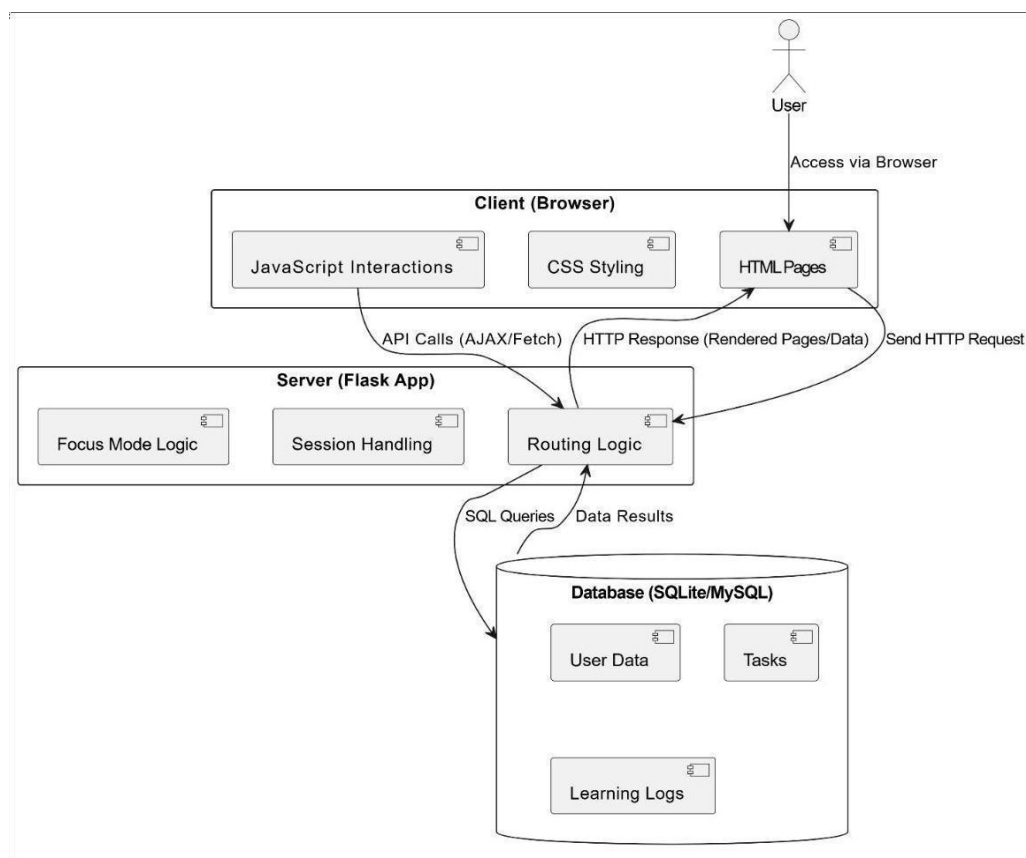 User
Access via Browser
Client (Browser)
JavaScript Interactions
CSS Styling
HTML Pages
API Calls (AJAX/Fetch)
HTTP Response (Rendered Pages/Data)
Send HTTP Request
Server (Flask App)
Focus Mode Logic
Session Handling
Routing Logic
SQL Queries
Data Results
Database (SQLite/MySQL)
User Data
Tasks
Learning Logs